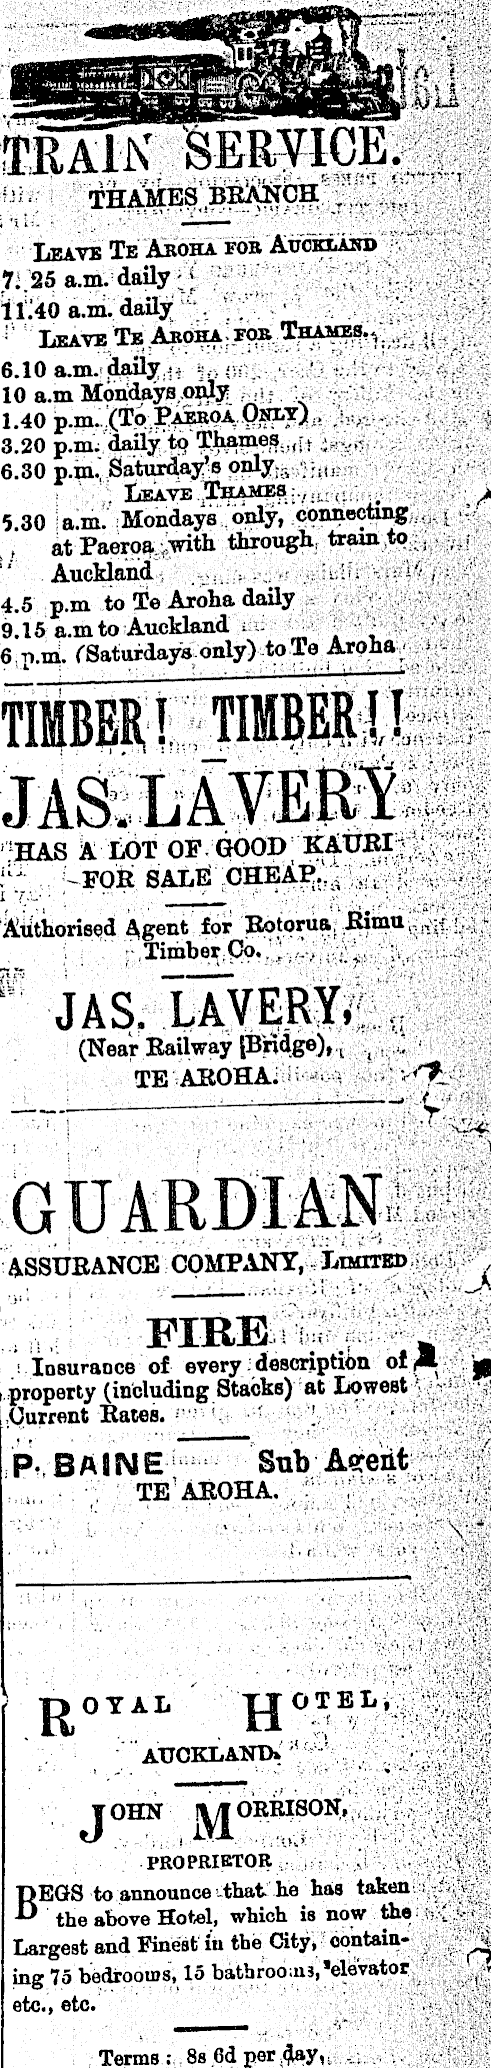 TRAIN SERVICE.
THAMES BRANCH
LEAVE TE AROHA FOR AUCKLAND
7. 25 a.m. daily
11.40 a.m. daily
LEAVE TE AROHA FOR THAMES.
6.10 a.m. daily
10 a.m Mondays only
1.40 p.m. (To PAEROA ONLY)
3.20 p.m. daily to Thames
6.30 p.m. Saturday's only
LEAVE THAMES
5.30 a.m. Mondays only, connecting
at Paeroa with through train to
Auckland
4.5 p.m to Te Aroha daily
9.15 a.m to Auckland
6 p.m. (Saturdays only) to Te Aroha
TIMBER! TIMBER!!
JAS. LAVERY
HAS A LOT OF GOOD KAURI
FOR SALE CHEAP.
Authorised Agent for Rotorua Rimu
Timber Co.
JAS. LAVERY,
(Near Railway [Bridge),
TE AROHA.
GUARDIAN
ASSURANCE COMPANY, LIMITED
FIRE
Insurance of every description of
property (including Stacks) at Lowest
Current Rates.
P. BAINE Sub Agent
TE AROHA.
ROYAL HOTEL,
AUCKLAND.
JOHN MORRISON,
PROPRIETOR
BEGS to announce that he has taken
the above Hotel, which is now the
Largest and Finest in the City, contain-
ing 75 bedrooms, 15 bathrooms, elevator
etc., etc.
Terms: 8s 6d per day,